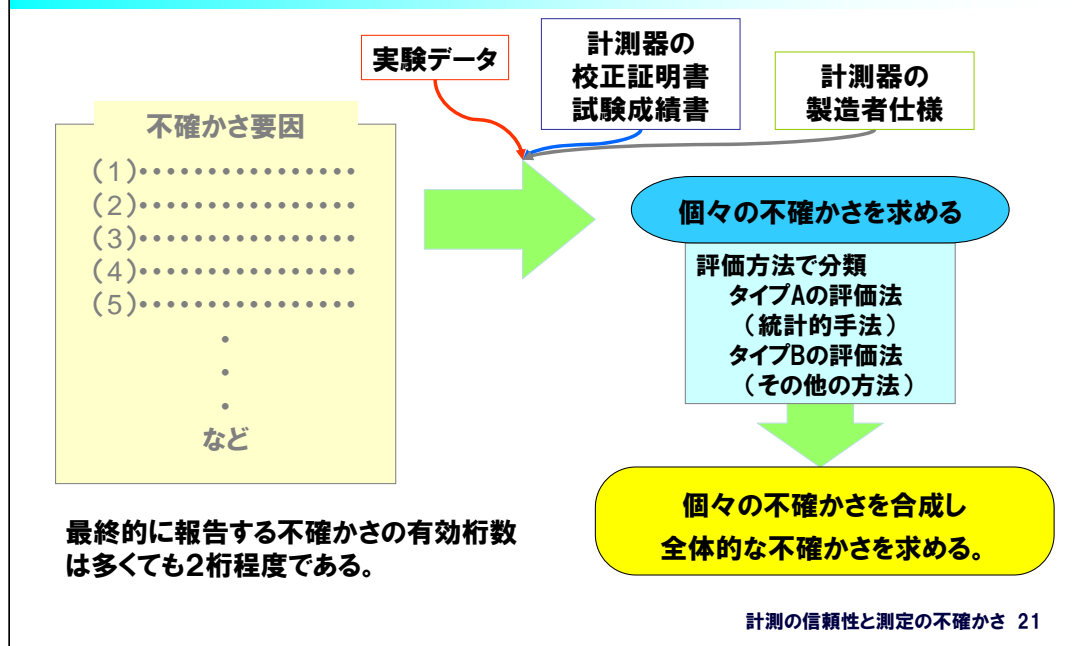 実験データ
計測器の
校正証明書
試験成績書
計測器の
製造者仕様
不確かさ要因
（1）・・・・・・・・・・・・・・・・
（2）・・・・・・・・・・・・・・・・
（3）・・・・・・・・・・・・・・・・
（4）・・・・・・・・・・・・・・・・
（5）・・・・・・・・・・・・・・・・
・
・
・
など
個々の不確かさを求める
評価方法で分類
タイプAの評価法
（統計的手法）
タイプBの評価法
（その他の方法）
個々の不確かさを合成し
全体的な不確かさを求める。
最終的に報告する不確かさの有効桁数
は多くても２桁程度である。
計測の信頼性と測定の不確かさ 21